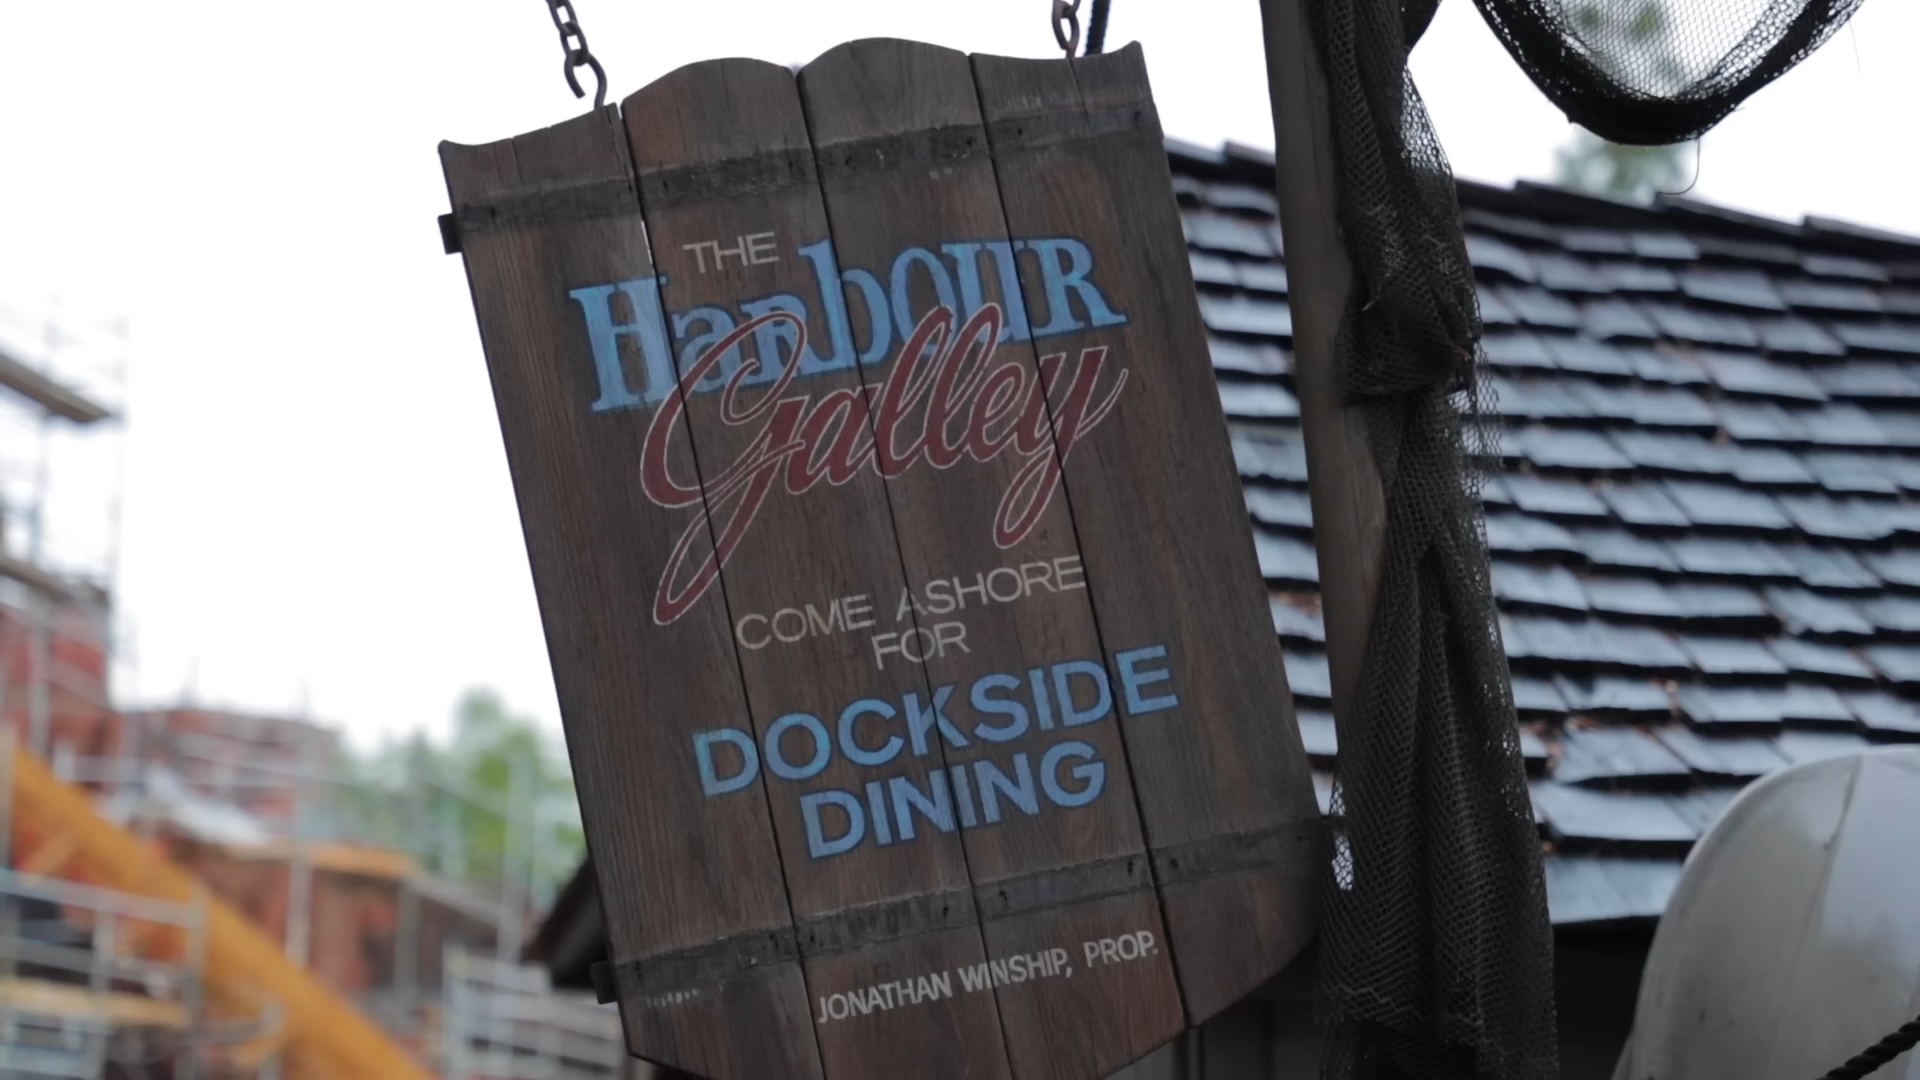 THE
Harbour
Galley
COME ASHORE
FOR
DOCKSIDE
DINING
JONATHAN WINSHIP, PROP.